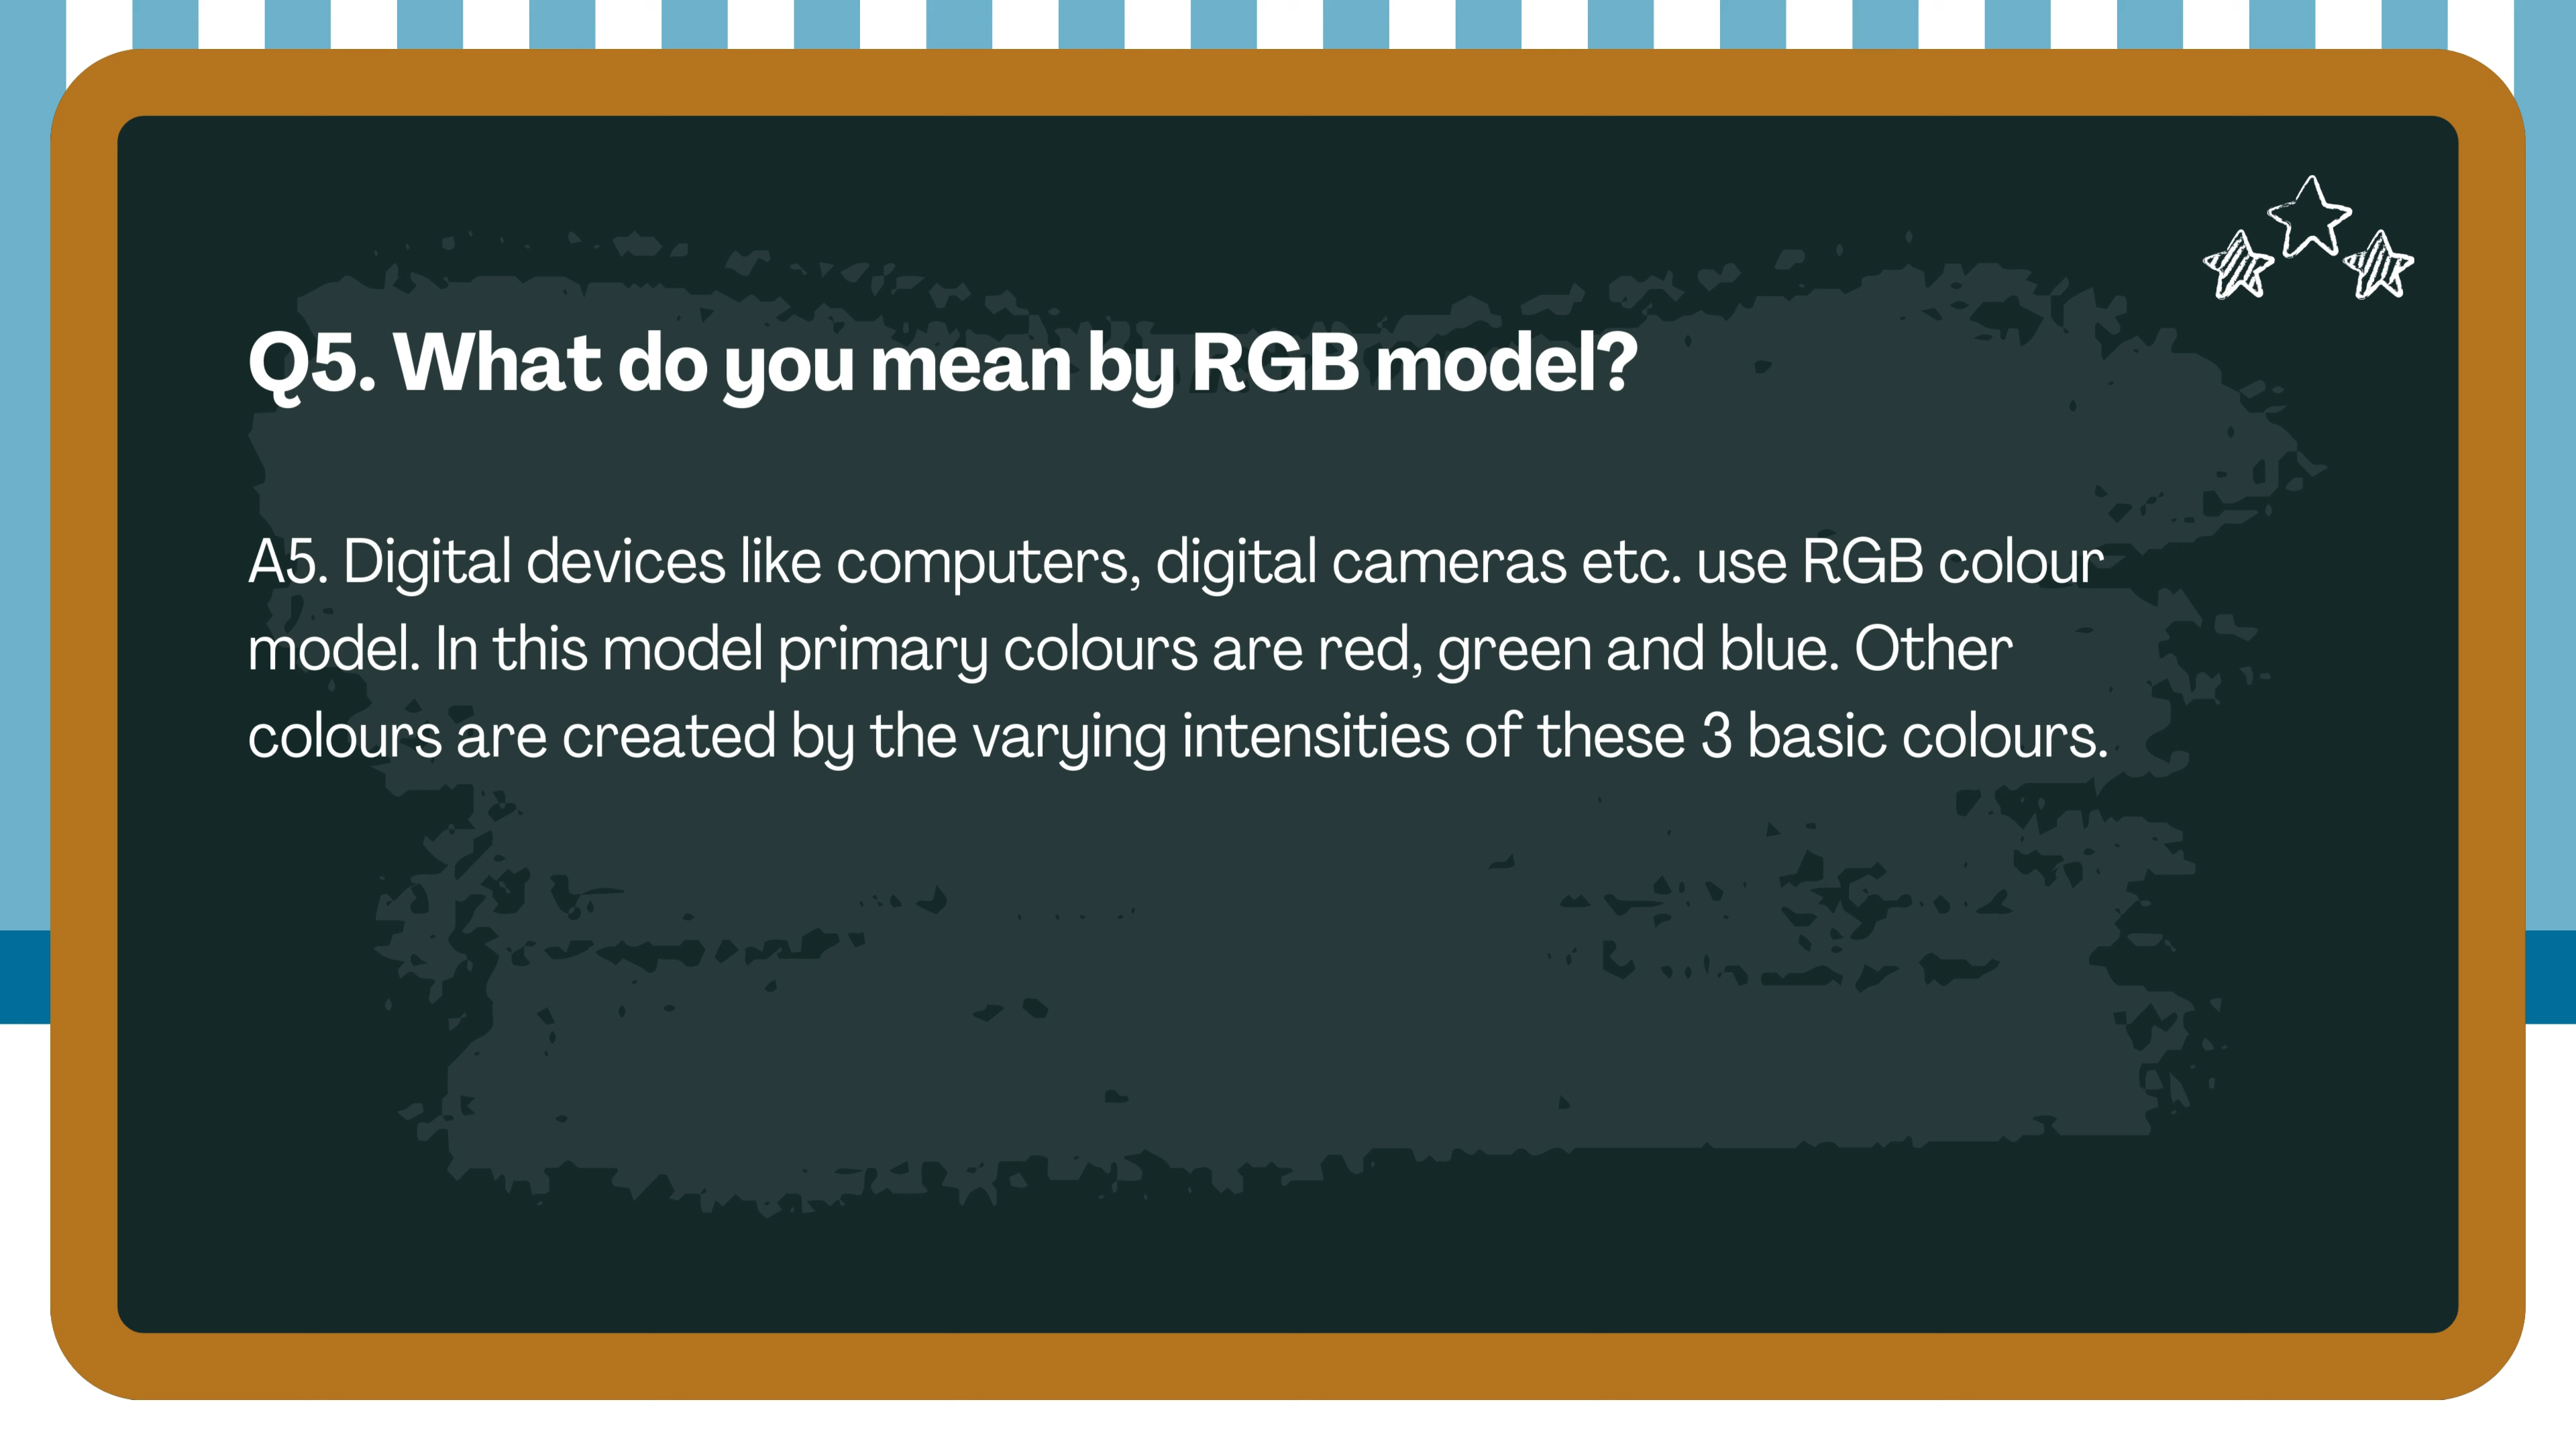 Q5. What do you mean by RGB model?
A5. Digital devices like computers, digital cameras etc. use RGB colour
model. In this model primary colours are red, green and blue. Other
colours are created by the varying intensities of these 3 basic colours.